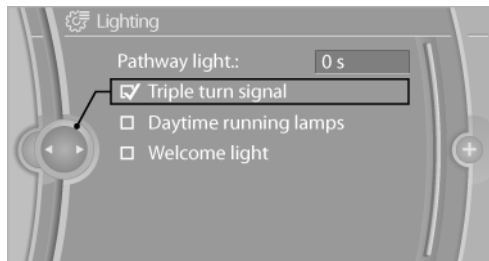 Lighting
Pathway light.: 0 s
Triple turn signal
Daytime running lamps
Welcome light